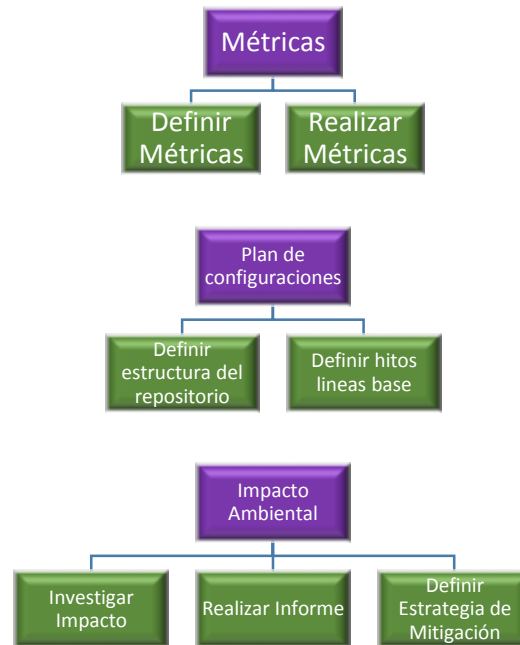 Métricas
Definir
Métricas
Realizar
Métricas
Plan de
configuraciones
Definir
estructura del
repositorio
Definir hitos
lineas base
Impacto
Ambiental
Investigar
Impacto
Realizar Informe
Definir
Estrategia de
Mitigación